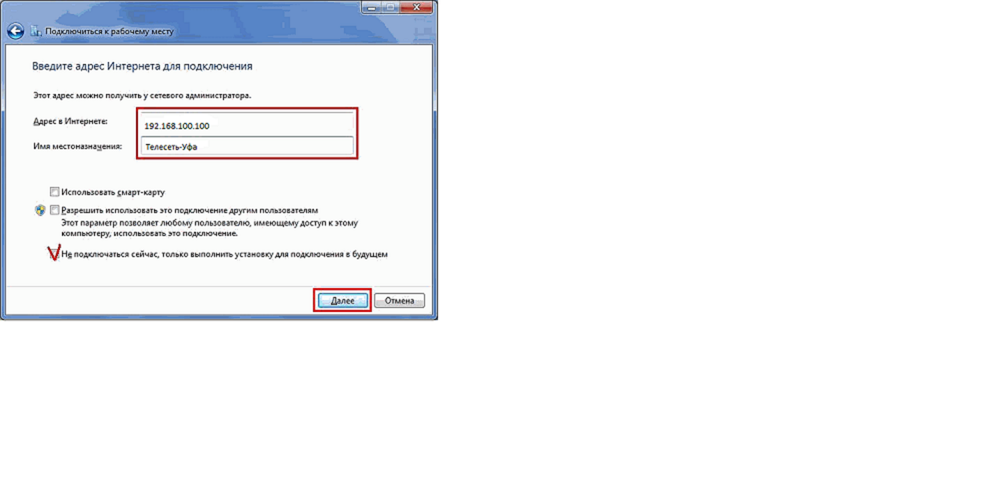 Подключиться к рабочему месту
Введите адрес Интернета для подключения
Этот адрес можно получить у сетевого администратора.
Адрес в Интернете:
192.168.100.100
Имя местоназначения:
Телесеть-Уфа
Использовать смарт-карту
Разрешить использовать это подключение другим пользователям
Этот параметр позволяет любому пользователю, имеющему доступ к этому
компьютеру, использовать это подключение.
Не подключаться сейчас, только выполнить установку для подключения в будущем
Далее
Отмена